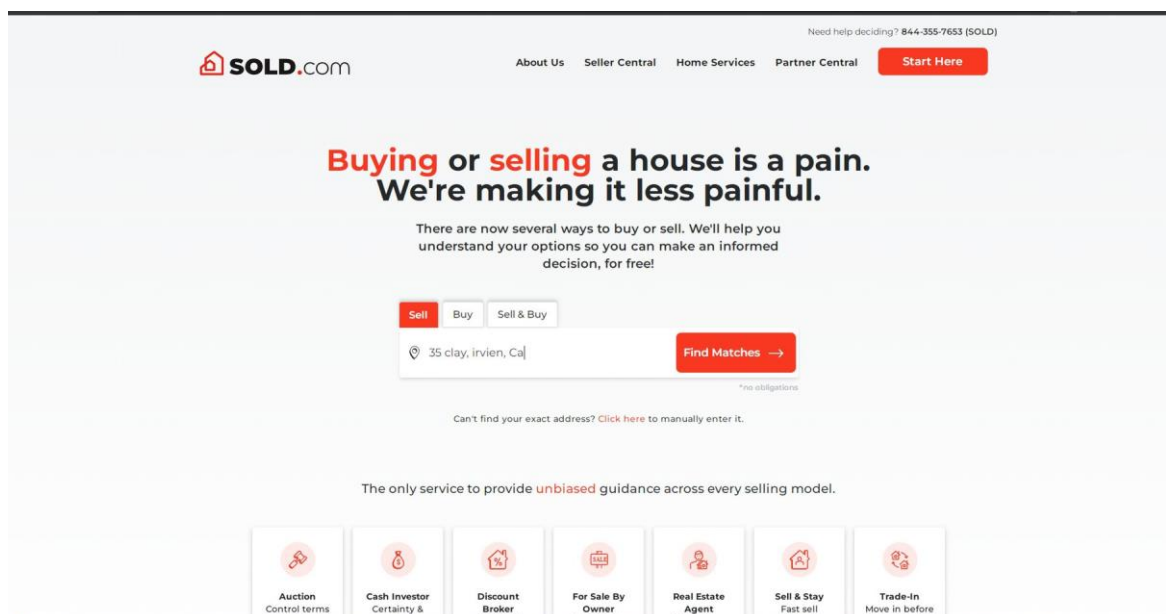 Need help deciding? 844-355-7653 (SOLD)
SOLD.com
About Us Seller Central Home Services Partner Central Start Here
Buying or selling a house is a pain.
We're making it less painful.
There are now several ways to buy or sell. We'll help you
understand your options so you can make an informed
decision, for free!
Sell Buy Sell & Buy
35 clay, irvien, Ca
Find Matches →
*no obligations
Can't find your exact address? Click here to manually enter it.
The only service to provide unbiased guidance across every selling model.
SALE
Auction
Control terms
Cash Investor
Certainty &
Discount
Broker
For Sale By
Owner
Real Estate
Agent
Sell & Stay
Fast sell
Trade-In
Move in before